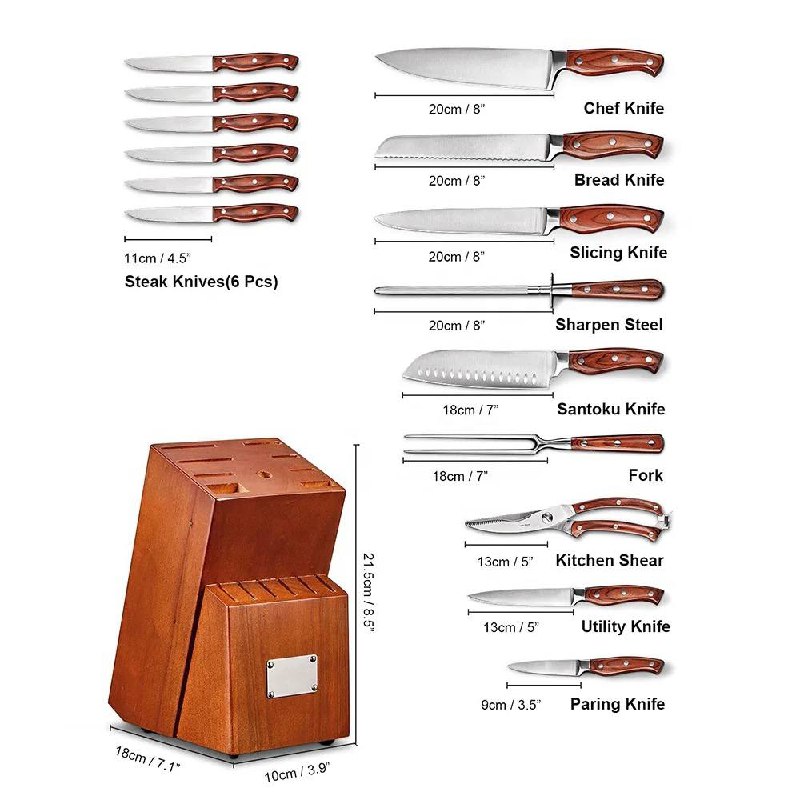 11cm / 4.5”
Steak Knives(6 Pcs)
20cm / 8”
Chef Knife
20cm / 8”
Bread Knife
20cm / 8”
Slicing Knife
20cm / 8”
Sharpen Steel
18cm / 7”
Santoku Knife
18cm / 7”
Fork
13cm / 5”
Kitchen Shear
13cm / 5”
Utility Knife
9cm / 3.5”
Paring Knife
21.5cm / 8.5”
18cm / 7.1”
10cm / 3.9”